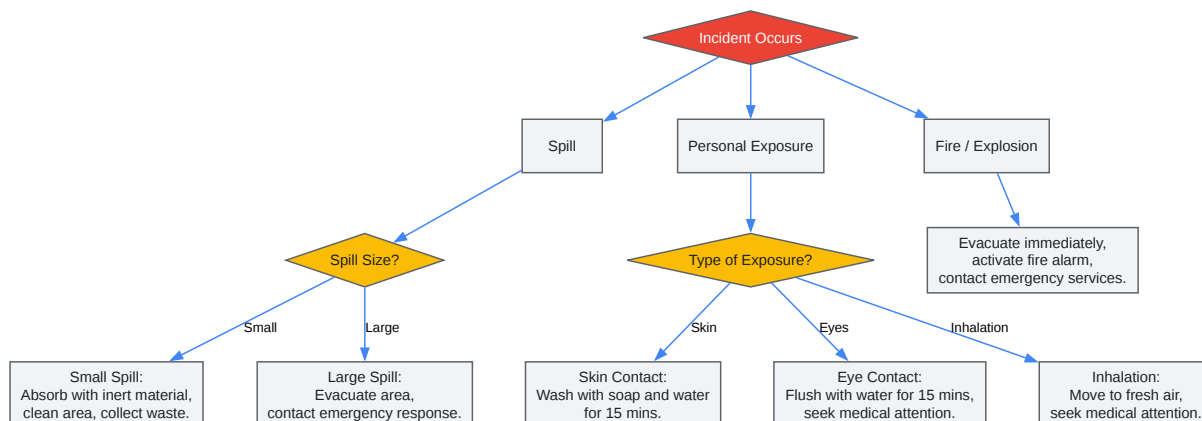 Incident Occurs
Spill
Personal Exposure
Fire / Explosion
Evacuate immediately,
activate fire alarm,
contact emergency services.
Spill Size?
Type of Exposure?
Small
Large
Skin
Eyes
Inhalation
Small Spill:
Absorb with inert material,
clean area, collect waste.
Large Spill:
Evacuate area,
contact emergency response.
Skin Contact:
Wash with soap and water
for 15 mins.
Eye Contact:
Flush with water for 15 mins,
seek medical attention.
Inhalation:
Move to fresh air,
seek medical attention.